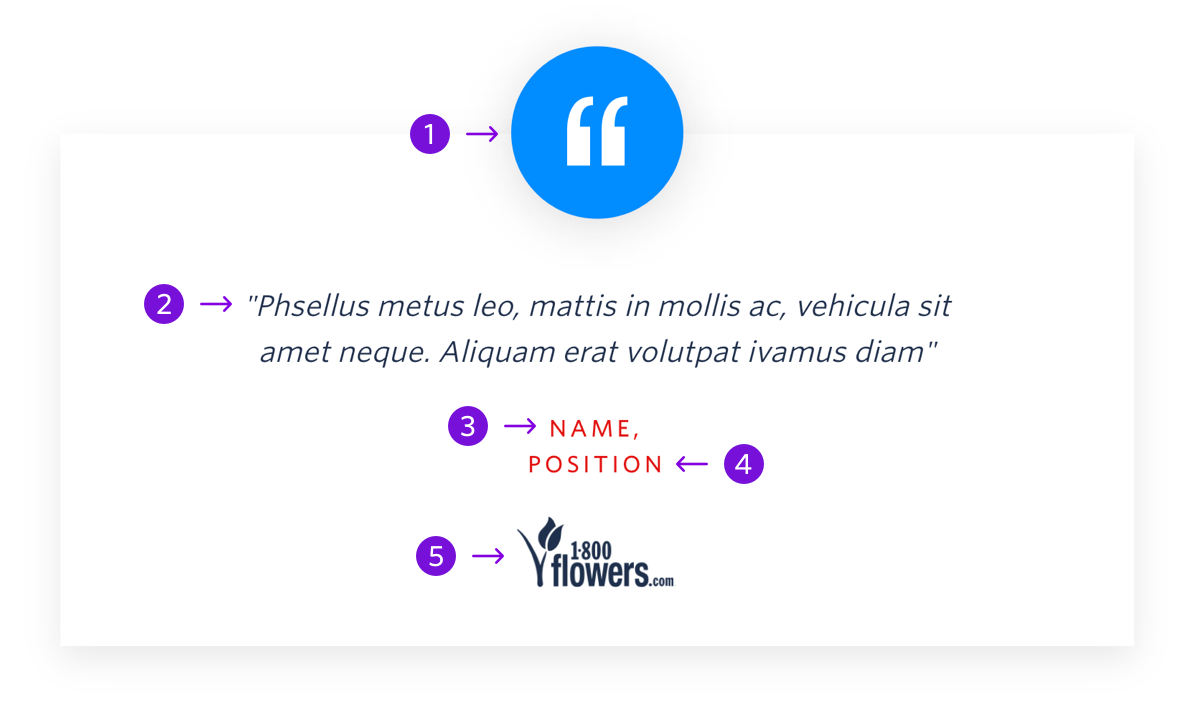 “
1
2
"Phsellus metus leo, mattis in mollis ac, vehicula sit
amet neque. Aliquam erat volutpat ivamus diam"
3
NAME,
POSITION
4
5
1·800
flowers.com